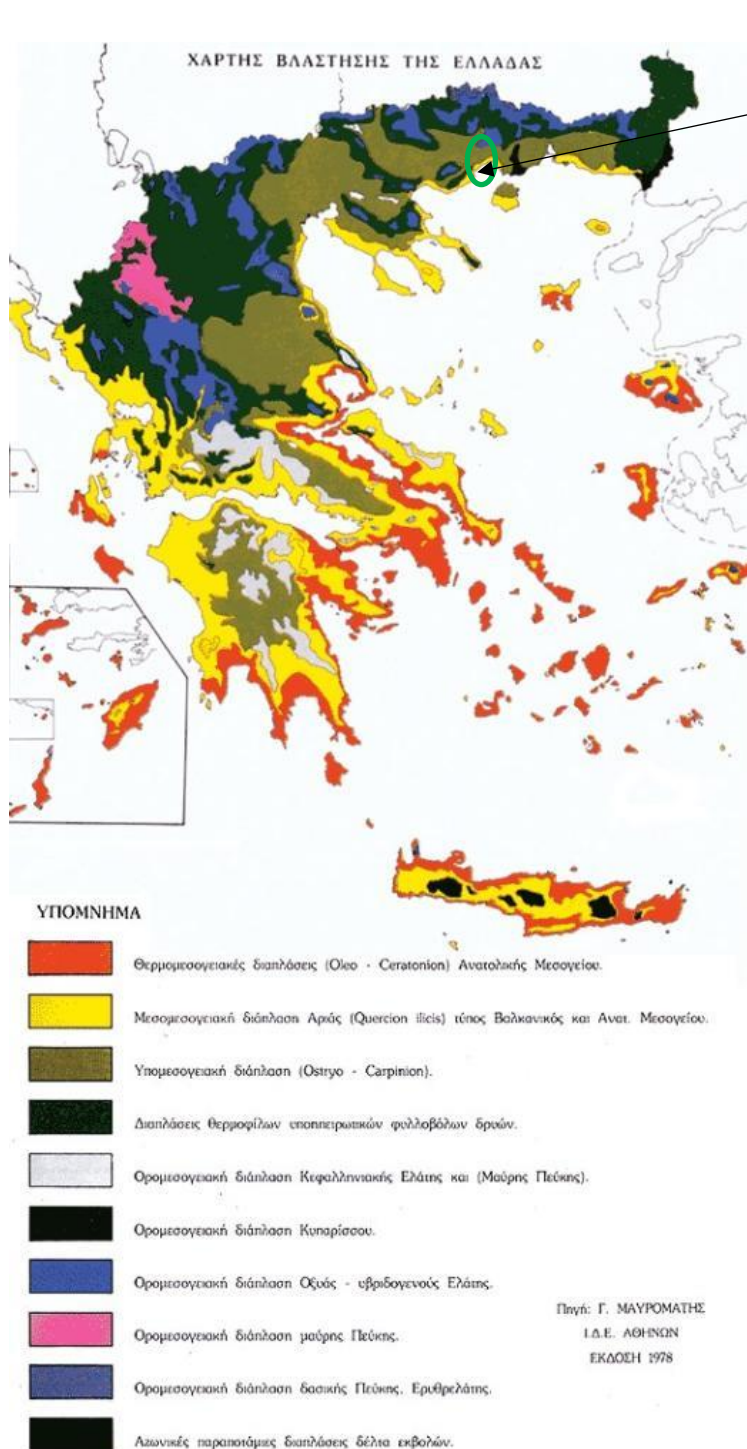 ΧΑΡΤΗΣ ΒΛΑΣΤΗΣΗΣ ΤΗΣ ΕΛΛΑΔΑΣ
ΥΠΟΜΝΗΜΑ
Θερμομεσογειακές διαπλάσεις (Oleo - Ceratonion) Ανατολικής Μεσογείου.
Μεσομεσογειακή διάπλαση Αριάς (Quercion ilicis) τύπος Βαλκανικός και Ανατ. Μεσογείου.
Υπομεσογειακή διάπλαση (Ostryo - Carpinion).
Διαπλάσεις θερμοφίλων υποηπειρωτικών φυλλοβόλων δρυών.
Ορομεσογειακή διάπλαση Κεφαλληνιακής Ελάτης και (Μαύρης Πεύκης).
Ορομεσογειακή διάπλαση Κυπαρίσσου.
Ορομεσογειακή διάπλαση Οξυάς - υβριδογενούς Ελάτης.
Ορομεσογειακή διάπλαση μαύρης Πεύκης.
Ορομεσογειακή διάπλαση δασικής Πεύκης, Ερυθρελάτης.
Αζωνικές παραποτάμιες διαπλάσεις δέλτα εκβολών.
Πηγή: Γ. ΜΑΥΡΟΜΑΤΗΣ
Ι.Δ.Ε. ΑΘΗΝΩΝ
ΕΚΔΟΣΗ 1978